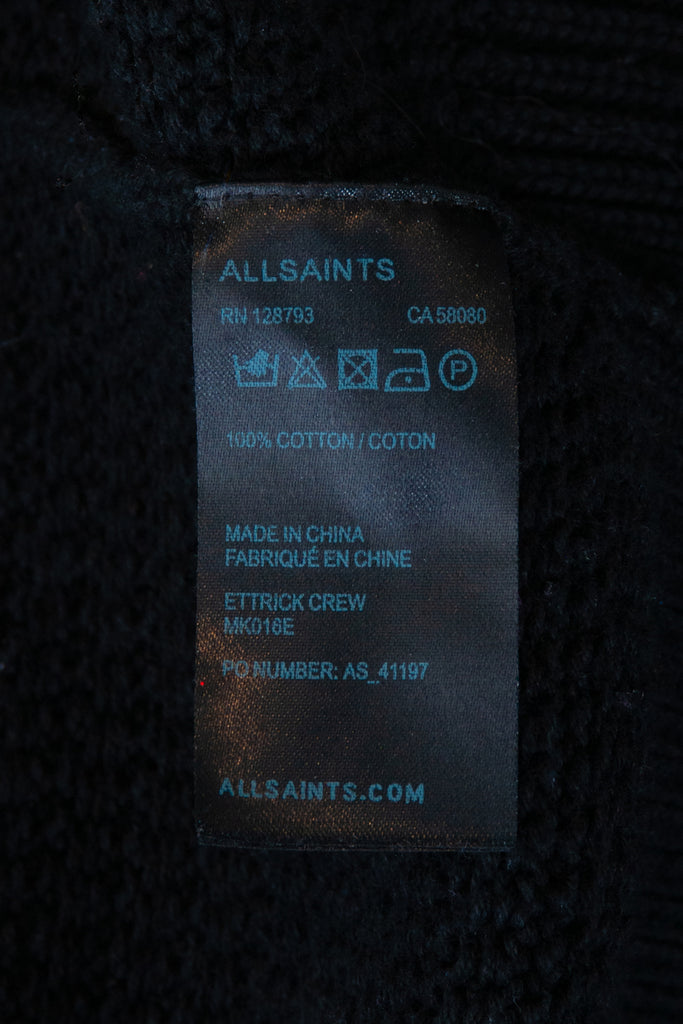 ALLSAINTS
RN 128793 CA 58080
P
100% COTTON / COTON
MADE IN CHINA
FABRIQUÉ EN CHINE
ETTRICK CREW
MK016E
PO NUMBER: AS_41197
ALLSAINTS.COM